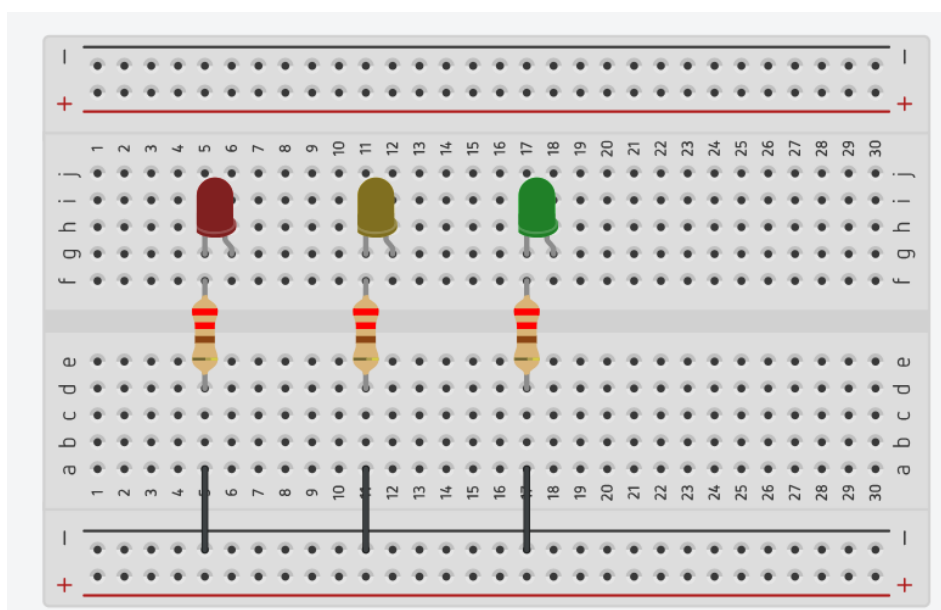 − −
+ +
1 2 3 4 5 6 7 8 9 10 11 12 13 14 15 16 17 18 19 20 21 22 23 24 25 26 27 28 29 30
j j
i i
h h
g g
f f
e e
d d
c c
b b
a a
1 2 3 4 5 6 7 8 9 10 11 12 13 14 15 16 17 18 19 20 21 22 23 24 25 26 27 28 29 30
− −
+ +